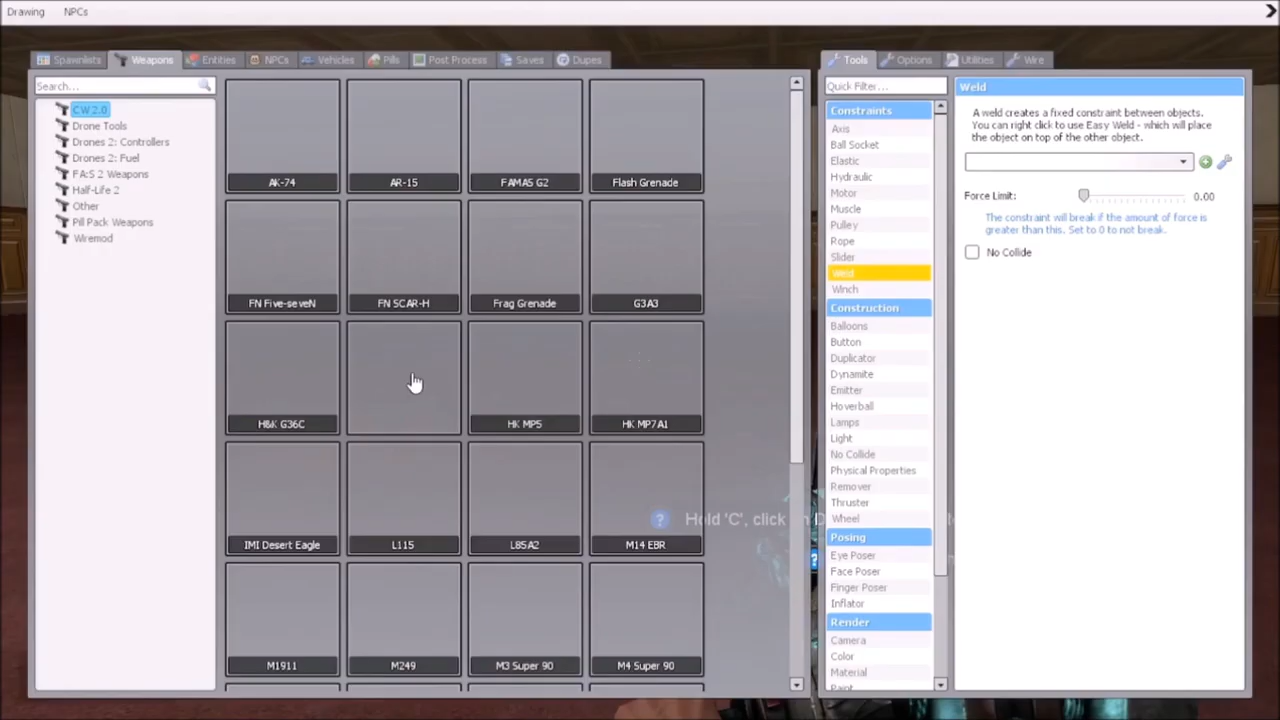 Drawing NPCs
Spawnlists Weapons Entities NPCs Vehicles Pills Post Process Saves Dupes
Search...
CW 2.0
Drone Tools
Drones 2: Controllers
Drones 2: Fuel
FA:S 2 Weapons
Half-Life 2
Other
Pill Pack Weapons
Wiremod
AK-74 AR-15 FAMAS G2 Flash Grenade
FN Five-seveN FN SCAR-H Frag Grenade G3A3
H&K G36C HK MP5 HK MP7A1
IMI Desert Eagle L115 L85A2 M14 EBR
M1911 M249 M3 Super 90 M4 Super 90
Hold 'C', click
Tools Options Utilities Wire
Quick Filter...
Constraints
Axis
Ball Socket
Elastic
Hydraulic
Motor
Muscle
Pulley
Rope
Slider
Weld
Winch
Construction
Balloons
Button
Duplicator
Dynamite
Emitter
Hoverball
Lamps
Light
No Collide
Physical Properties
Remover
Thruster
Wheel
Posing
Eye Poser
Face Poser
Finger Poser
Inflator
Render
Camera
Color
Material
Paint
Weld
A weld creates a fixed constraint between objects.
You can right click to use Easy Weld - which will place
the object on top of the other object.
Force Limit: 0.00
The constraint will break if the amount of force is
greater than this. Set to 0 to not break.
No Collide